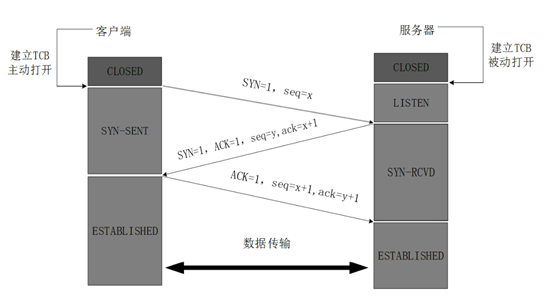 客户端
服务器
建立TCB
主动打开
建立TCB
被动打开
CLOSED
CLOSED
SYN=1, seq=x
LISTEN
SYN-SENT
SYN=1, ACK=1, seq=y,ack=x+1
SYN-RCVD
ACK=1, seq=x+1,ack=y+1
ESTABLISHED
数据传输
ESTABLISHED